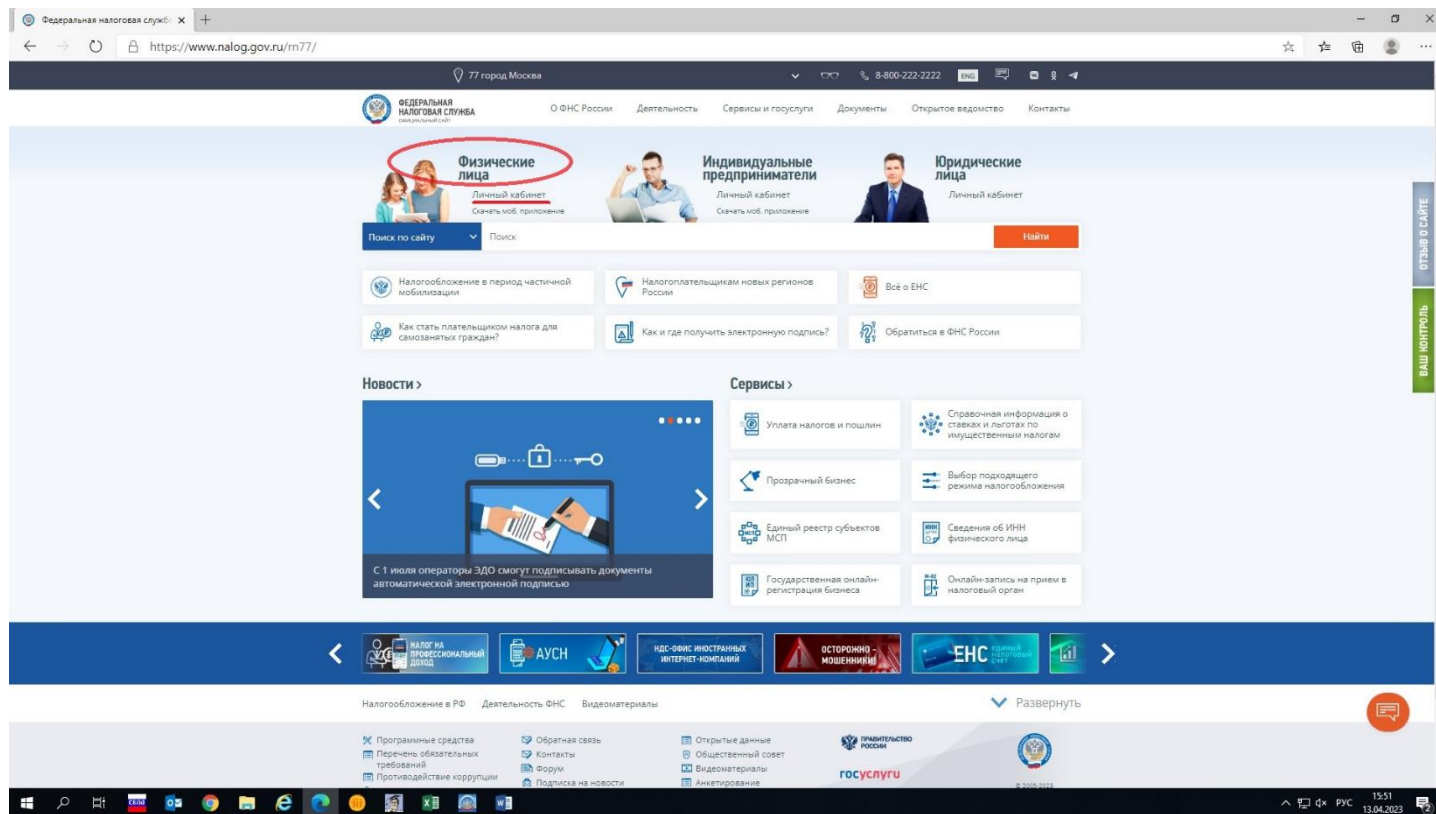 Федеральная налоговая служб
https://www.nalog.gov.ru/rn77/
77 город Москва
8-800-222-2222
ENG
ФЕДЕРАЛЬНАЯ
НАЛОГОВАЯ СЛУЖБА
ОФИЦИАЛЬНЫЙ САЙТ
О ФНС России
Деятельность
Сервисы и госуслуги
Документы
Открытое ведомство
Контакты
Физические
лица
Личный кабинет
Скачать моб. приложение
Индивидуальные
предприниматели
Личный кабинет
Скачать моб. приложение
Юридические
лица
Личный кабинет
Поиск по сайту
Поиск
Найти
ОТЗЫВ О САЙТЕ
ВАШ КОНТРОЛЬ
Налогообложение в период частичной
мобилизации
Налогоплательщикам новых регионов
России
Всё о ЕНС
Как стать плательщиком налога для
самозанятых граждан?
Как и где получить электронную подпись?
Обратиться в ФНС России
Новости >
С 1 июля операторы ЭДО смогут подписывать документы
автоматической электронной подписью
Сервисы >
Уплата налогов и пошлин
Справочная информация о
ставках и льготах по
имущественным налогам
Прозрачный бизнес
Выбор подходящего
режима налогообложения
Единый реестр субъектов
МСП
Сведения об ИНН
физического лица
Государственная онлайн-
регистрация бизнеса
Онлайн-запись на прием в
налоговый орган
НАЛОГ НА
ПРОФЕССИОНАЛЬНЫЙ
ДОХОД
АУСН
НДС-ОФИС ИНОСТРАННЫХ
ИНТЕРНЕТ-КОМПАНИЙ
ОСТОРОЖНО -
МОШЕННИКИ!
ЕНС
ЕДИНЫЙ
НАЛОГОВЫЙ
СЧЕТ
Налогообложение в РФ
Деятельность ФНС
Видеоматериалы
Развернуть
Программные средства
Перечень обязательных
требований
Противодействие коррупции
Обратная связь
Контакты
Форум
Подписка на новости
Открытые данные
Общественный совет
Видеоматериалы
Анкетирование
ПРАВИТЕЛЬСТВО
РОССИИ
госуслуги
© 2005-2023
РУС
15:51
13.04.2023